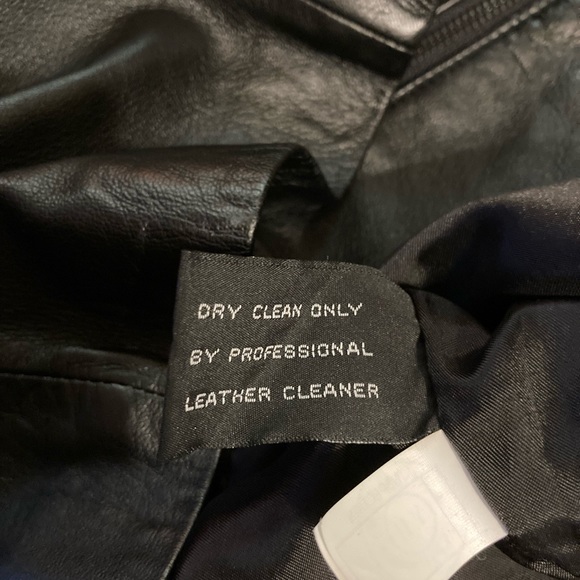 DRY CLEAN ONLY
BY PROFESSIONAL
LEATHER CLEANER